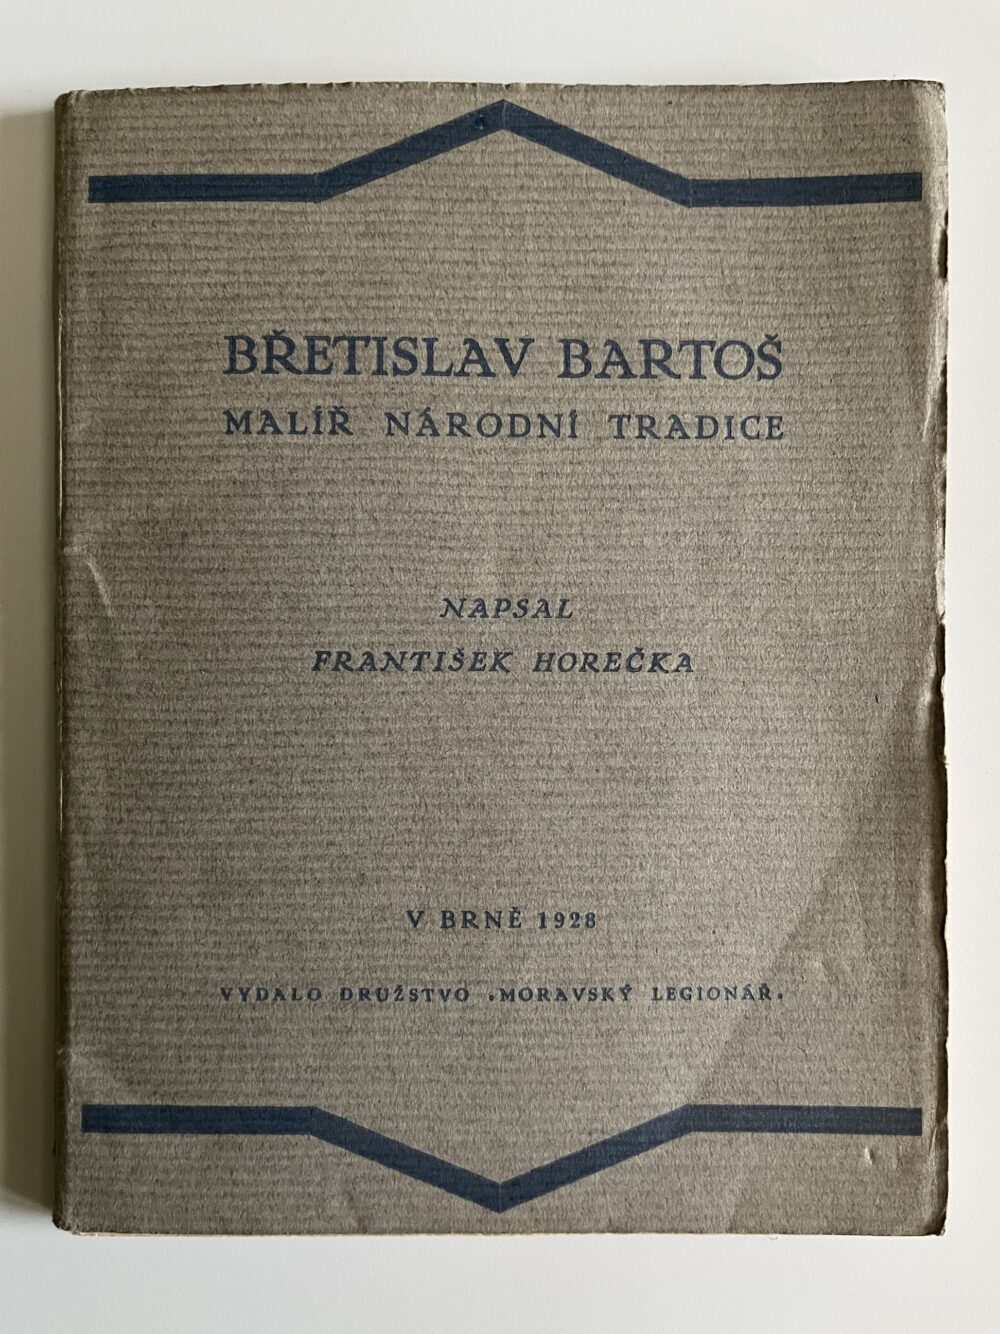 BŘETISLAV BARTOŠ
MALÍŘ NÁRODNÍ TRADICE
NAPSAL
FRANTIŠEK HOREČKA
V BRNĚ 1928
VYDALO DRUŽSTVO „MORAVSKÝ LEGIONÁŘ“